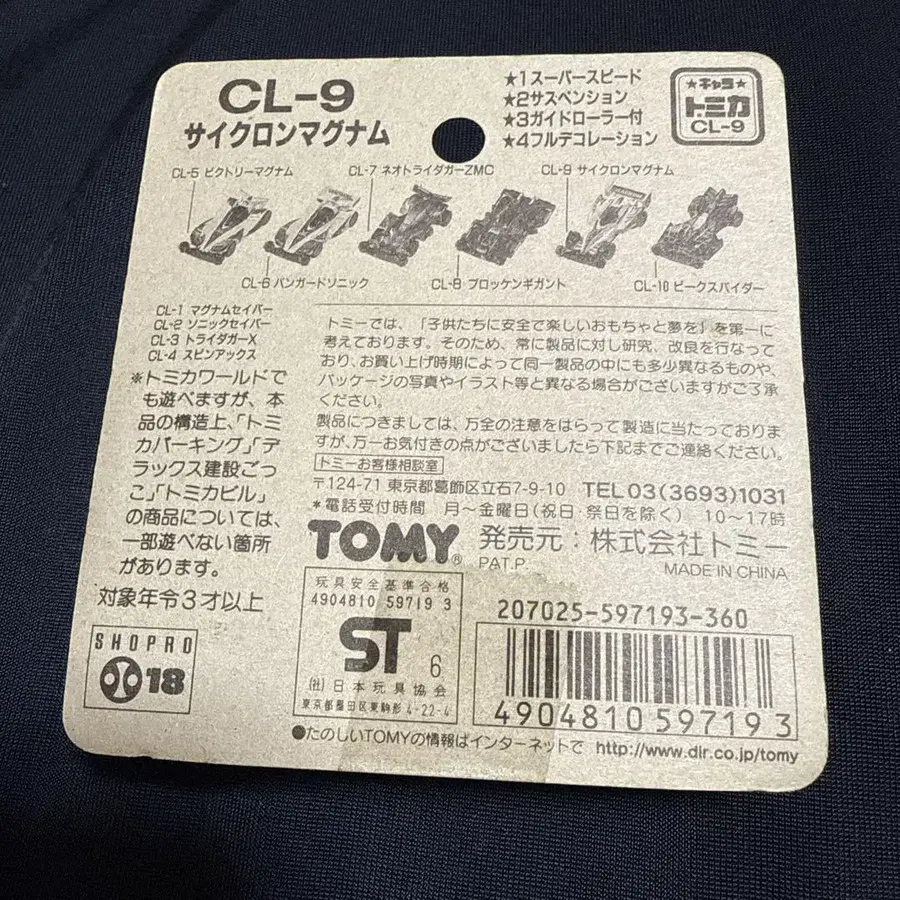 CL-9
サイクロンマグナム
★1スーパースピード
★2サスペンション
★3ガイドローラー付
★4フルデコレーション
★キャラ★
トミカ
CL-9
CL-5 ビクトリーマグナム
CL-7 ネオトライダガーZMC
CL-9 サイクロンマグナム
CL-6 バンガードソニック
CL-8 ブロッケンギガント
CL-10 ビークスパイダー
CL-1 マグナムセイバー
CL-2 ソニックセイバー
CL-3 トライダガーX
CL-4 スピンアックス
※トミカワールドで
も遊べますが、本
品の構造上、「トミ
カパーキング」「デ
ラックス建設ごっ
こ」「トミカビル」
の商品については、
一部遊べない箇所
があります。
対象年令3才以上
トミーでは、「子供たちに安全で楽しいおもちゃと夢を」を第一に
考えております。そのため、常に製品に対し研究、改良を行なって
おり、お買い上げ時期によって同一製品の中にも多少異なるものや、
パッケージの写真やイラスト等と異なる場合がございますがご了承
ください。
製品につきましては、万全の注意をはらって製造に当たっておりま
すが、万一お気付きの点がございましたら下記までご連絡ください。
トミーお客様相談室
〒124-71 東京都葛飾区立石7-9-10 TEL03(3693)1031
*電話受付時間 月〜金曜日(祝日 祭日を除く) 10〜17時
TOMY® 発売元:株式会社トミー
PAT.P. MADE IN CHINA
玩具安全基準合格
4904810 59719 3
ST 6
(社)日本玩具協会
東京都墨田区東駒形4-22-4
207025-597193-360
4904810597193
SHOPRO
18
●たのしいTOMYの情報はインターネットで http://www.dlr.co.jp/tomy